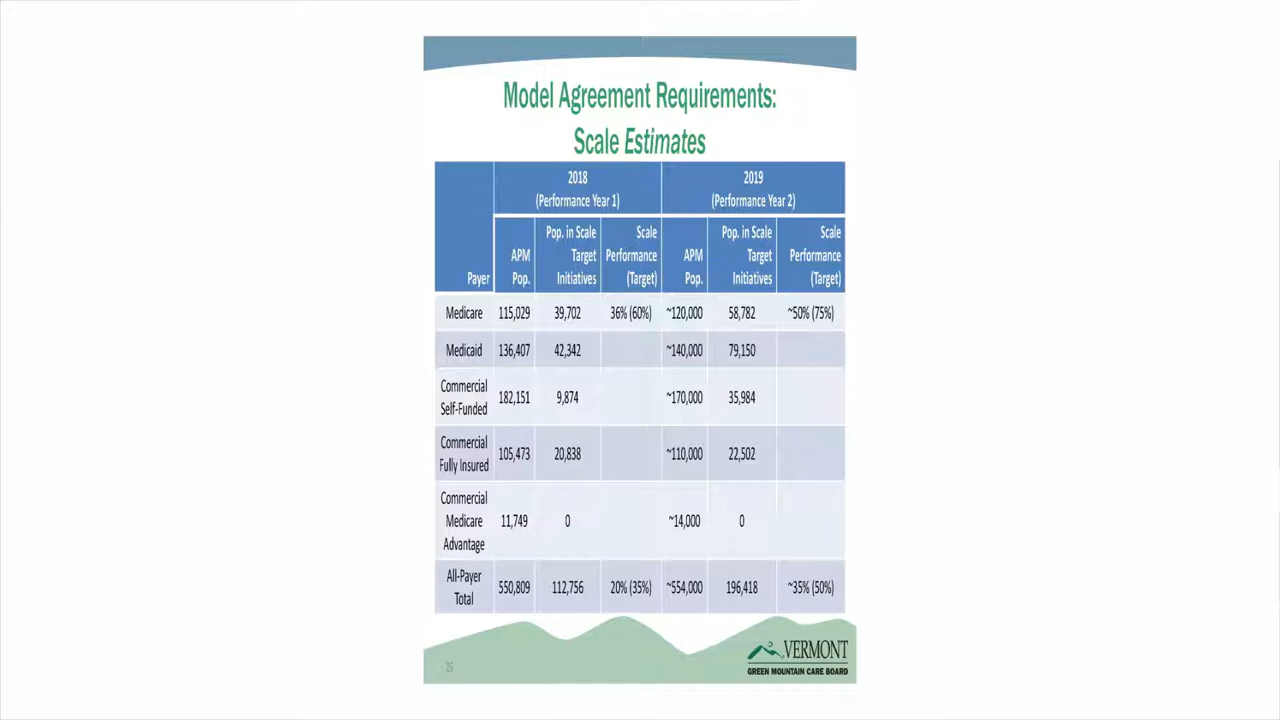 Model Agreement Requirements:
Scale Estimates
2018
(Performance Year 1)
2019
(Performance Year 2)
Payer
APM
Pop.
Pop. in Scale
Target
Initiatives
Scale
Performance
(Target)
APM
Pop.
Pop. in Scale
Target
Initiatives
Scale
Performance
(Target)
Medicare 115,029 39,702 36% (60%) ~120,000 58,782 ~50% (75%)
Medicaid 136,407 42,342 ~140,000 79,150
Commercial
Self-Funded
182,151 9,874 ~170,000 35,984
Commercial
Fully Insured
105,473 20,838 ~110,000 22,502
Commercial
Medicare
Advantage
11,749 0 ~14,000 0
All-Payer
Total
550,809 112,756 20% (35%) ~554,000 196,418 ~35% (50%)
26
VERMONT
GREEN MOUNTAIN CARE BOARD